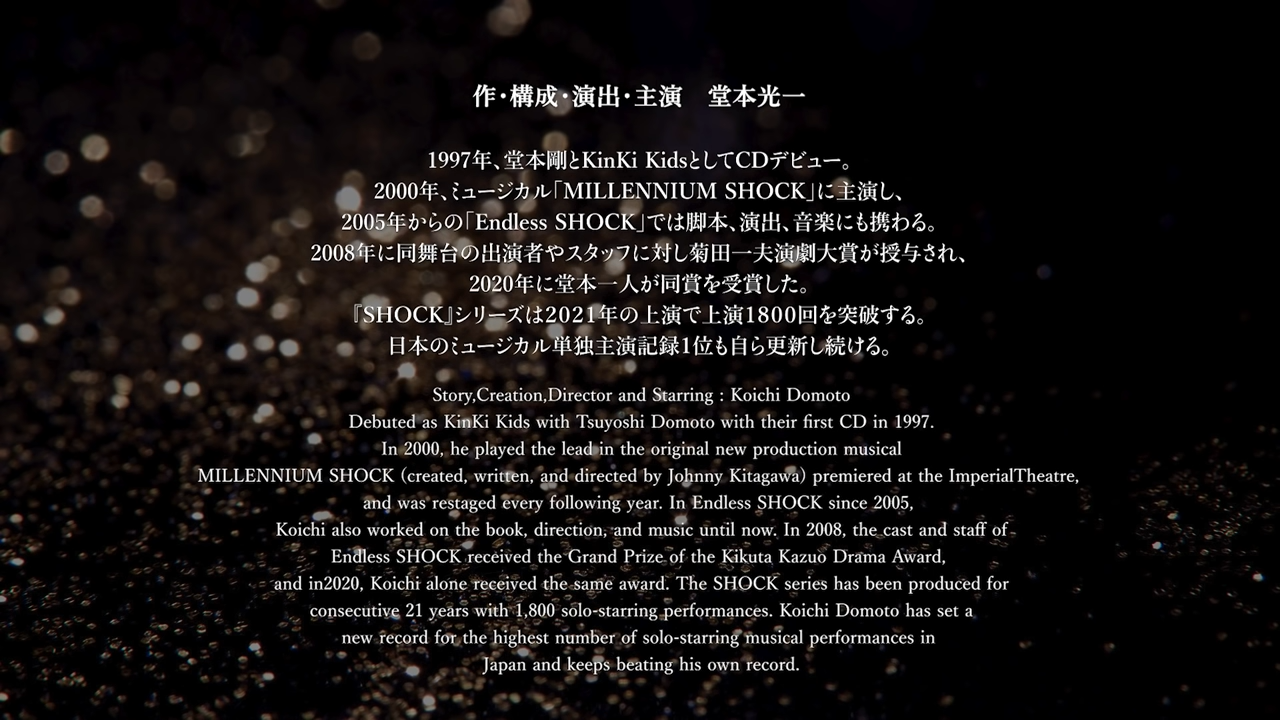 作・構成・演出・主演　堂本光一
1997年、堂本剛とKinKi KidsとしてCDデビュー。
2000年、ミュージカル「MILLENNIUM SHOCK」に主演し、
2005年からの「Endless SHOCK」では脚本、演出、音楽にも携わる。
2008年に同舞台の出演者やスタッフに対し菊田一夫演劇大賞が授与され、
2020年に堂本一人が同賞を受賞した。
『SHOCK』シリーズは2021年の上演で上演1800回を突破する。
日本のミュージカル単独主演記録1位も自ら更新し続ける。
Story,Creation,Director and Starring : Koichi Domoto
Debuted as KinKi Kids with Tsuyoshi Domoto with their first CD in 1997.
In 2000, he played the lead in the original new production musical
MILLENNIUM SHOCK (created, written, and directed by Johnny Kitagawa) premiered at the ImperialTheatre,
and was restaged every following year. In Endless SHOCK since 2005,
Koichi also worked on the book, direction, and music until now. In 2008, the cast and staff of
Endless SHOCK received the Grand Prize of the Kikuta Kazuo Drama Award,
and in2020, Koichi alone received the same award. The SHOCK series has been produced for
consecutive 21 years with 1,800 solo-starring performances. Koichi Domoto has set a
new record for the highest number of solo-starring musical performances in
Japan and keeps beating his own record.